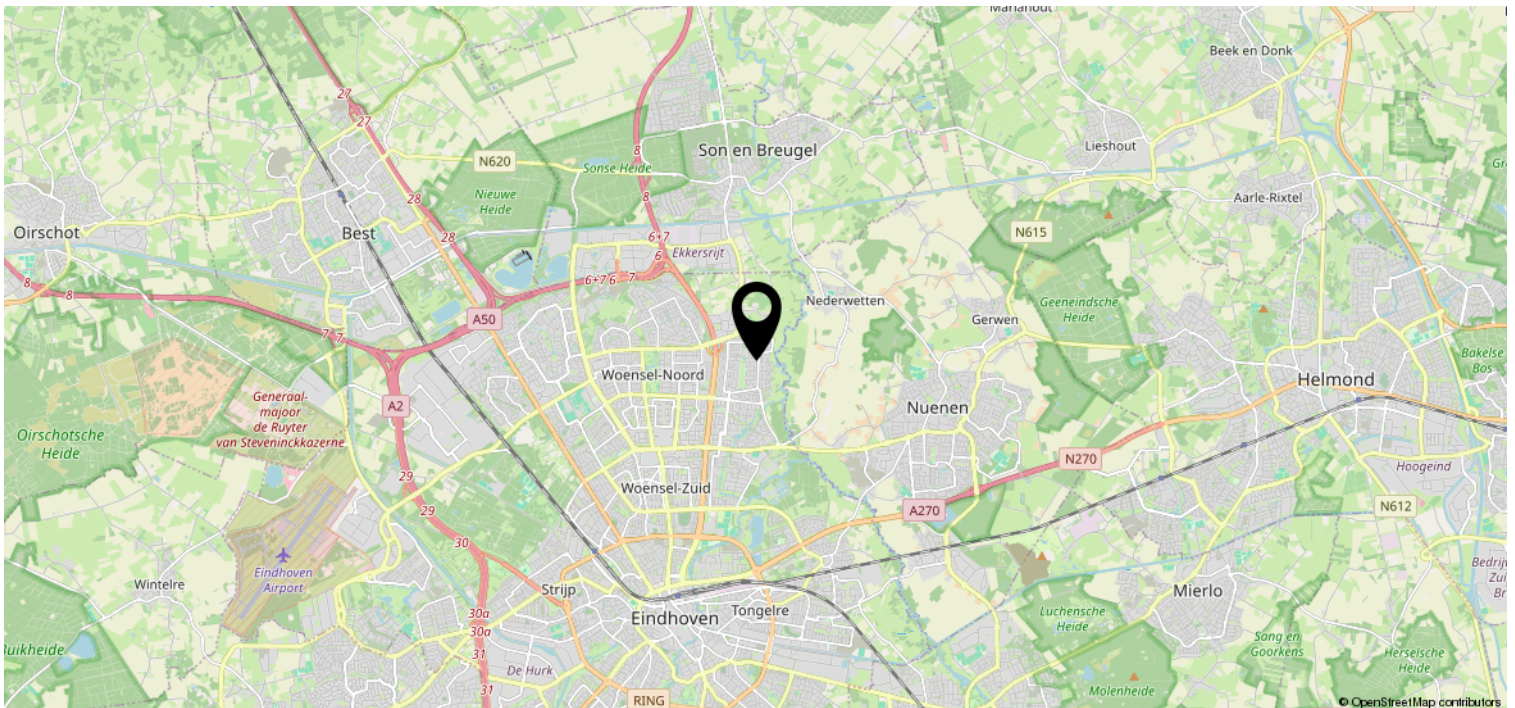 Mariahout
Beek en Donk
27
27
N620
Sonse Heide
8
8
Son en Breugel
Lieshout
Nieuwe
Heide
28
28
Aarle-Rixtel
Oirschot
Best
N615
6+7
6
Ekkersrijt
6+7
6
7
8
8
7
7
A50
Nederwetten
Gerwen
Geeneindsche
Heide
Bakelse
Bos
Woensel-Noord
Helmond
A2
Generaal-
majoor
de Ruyter
van Steveninckkazerne
Nuenen
Oirschotsche
Heide
N270
Hoogeind
29
29
Woensel-Zuid
A270
N612
30
Eindhoven
Airport
Wintelre
Strijp
Mierlo
30a
30a
Eindhoven
Tongelre
Luchensche
Heide
31
31
De Hurk
Sang en
Goorkens
Herselsche
Heide
Molenheide
RING
© OpenStreetMap contributors